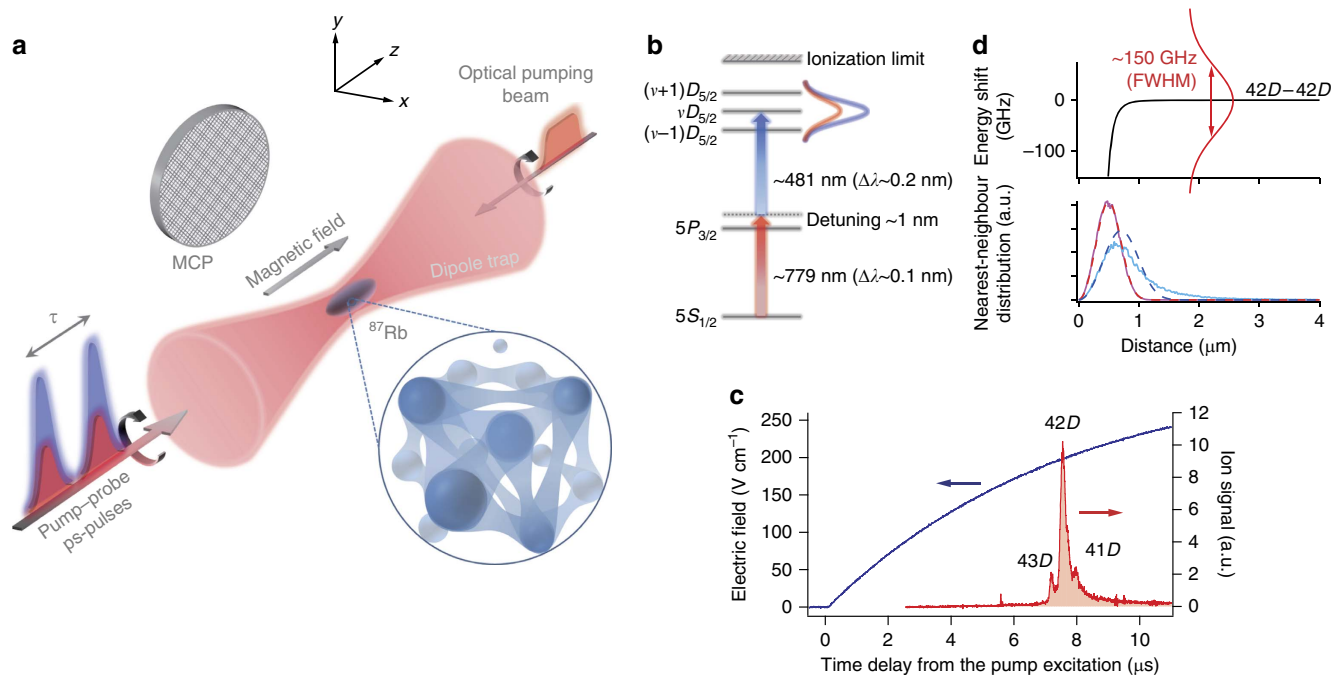 a
y
z
x
Optical pumping
beam
MCP
Magnetic field
Dipole trap
87Rb
τ
Pump–probe
ps-pulses
b
Ionization limit
(ν+1)D5/2
νD5/2
(ν−1)D5/2
~481 nm (Δλ~0.2 nm)
Detuning ~1 nm
5P3/2
~779 nm (Δλ~0.1 nm)
5S1/2
d
~150 GHz
(FWHM)
42D−42D
Energy shift
(GHz)
0
−100
Nearest-neighbour
distribution (a.u.)
0 1 2 3 4
Distance (μm)
c
250
200
150
100
50
0
Electric field (V cm−1)
42D
43D
41D
12
10
8
6
4
2
0
Ion signal
(a.u.)
0 2 4 6 8 10
Time delay from the pump excitation (μs)